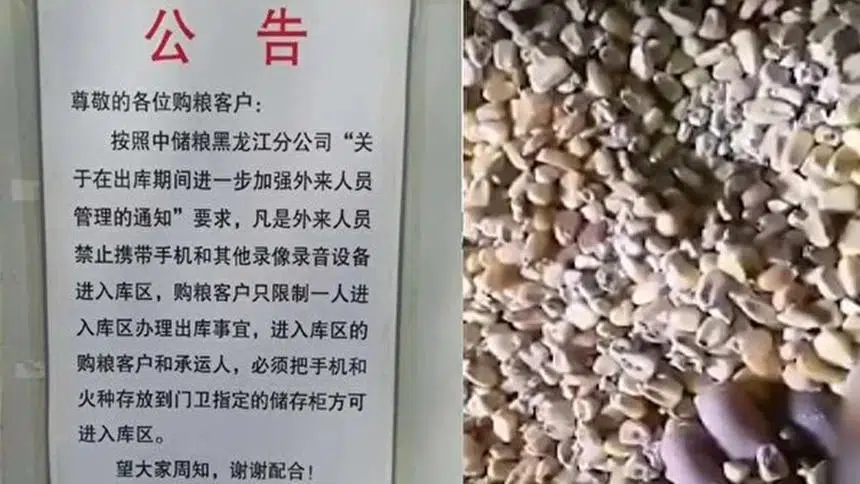 公告
尊敬的各位购粮客户：
按照中储粮黑龙江分公司“关
于在出库期间进一步加强外来人员
管理的通知”要求，凡是外来人员
禁止携带手机和其他录像录音设备
进入库区，购粮客户只限制一人进
入库区办理出库事宜，进入库区的
购粮客户和承运人，必须把手机和
火种存放到门卫指定的储存柜方可
进入库区。
望大家周知，谢谢配合！